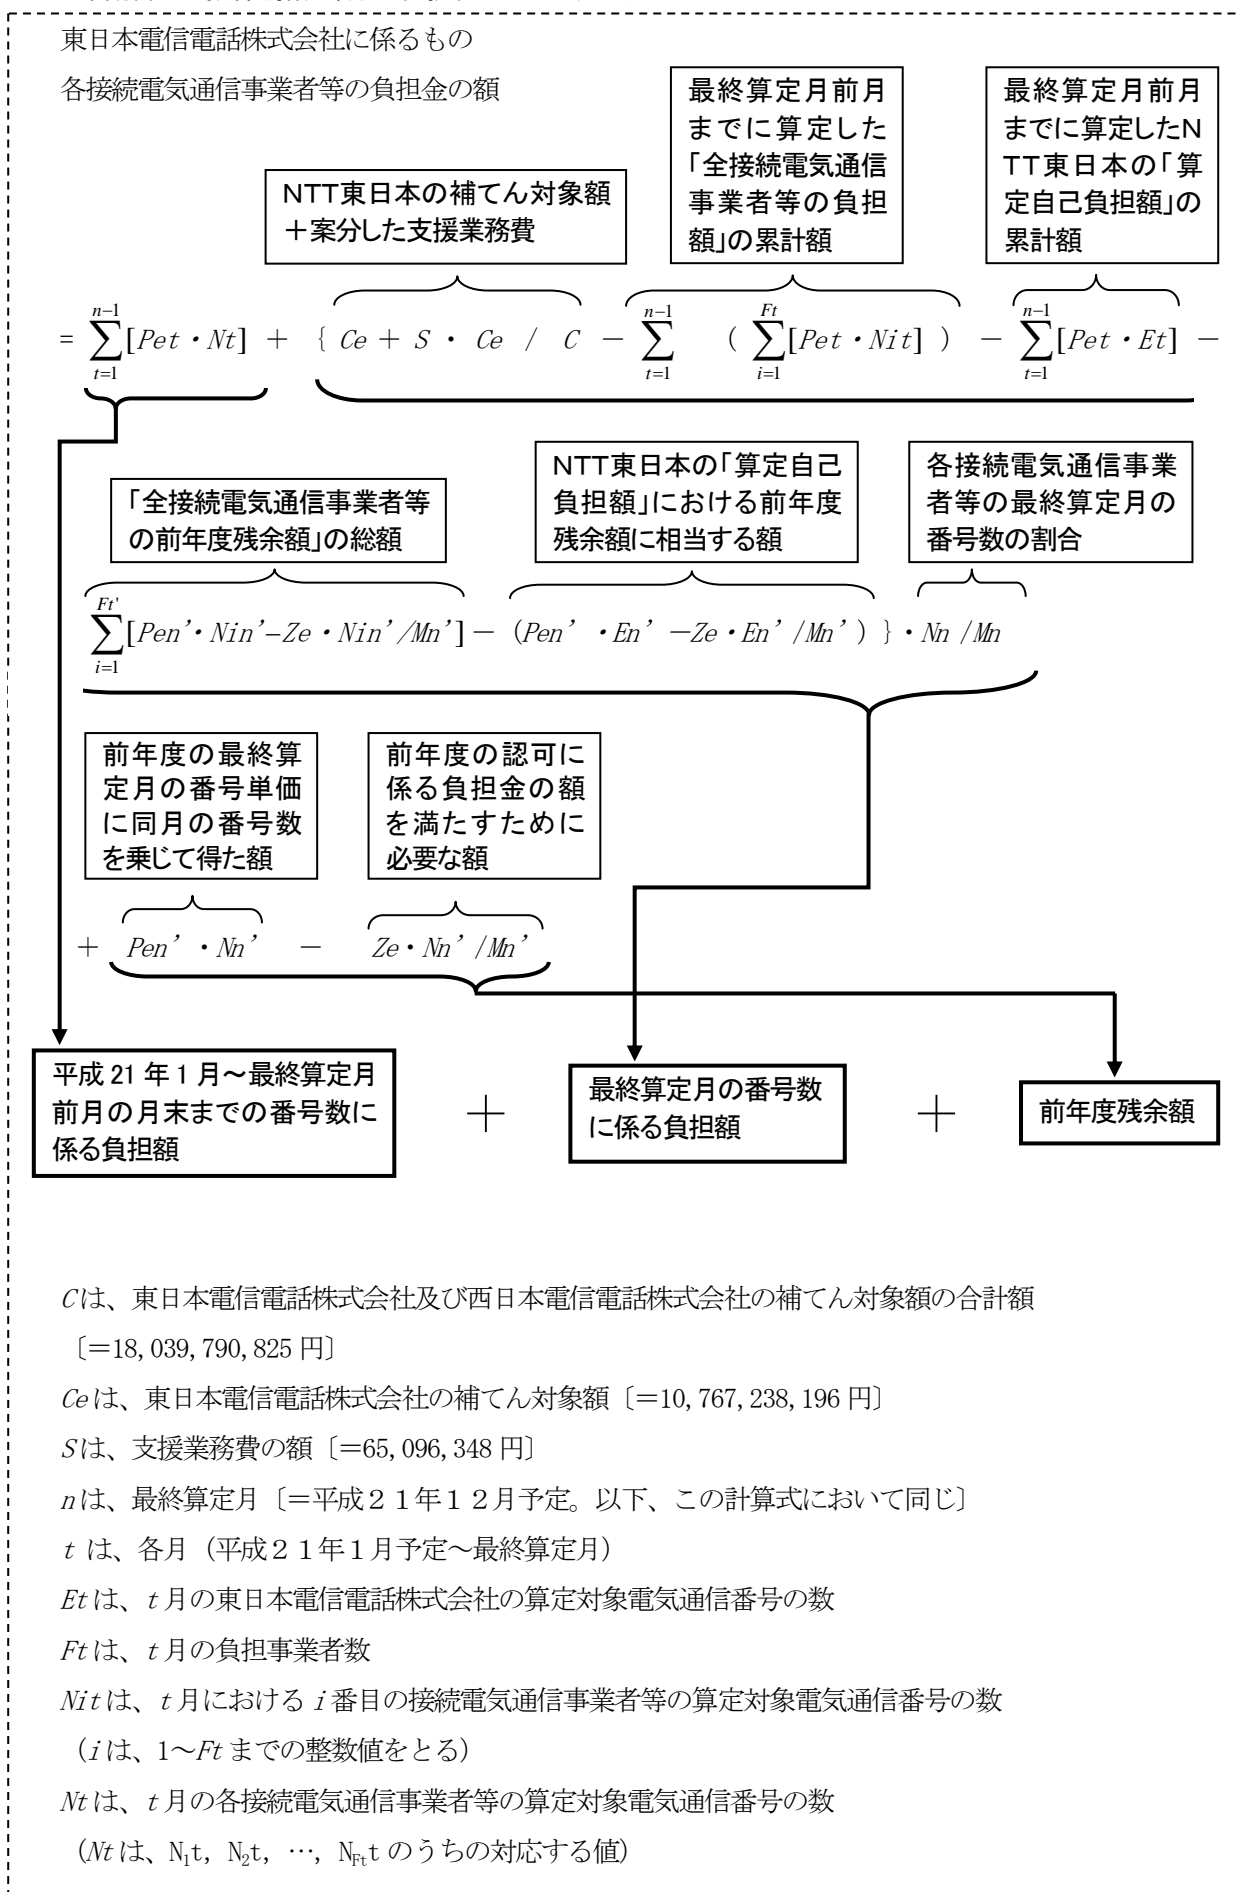 東日本電信電話株式会社に係るもの
各接続電気通信事業者等の負担金の額
最終算定月前月
までに算定した
「全接続電気通信
事業者等の負担
額」の累計額
最終算定月前月
までに算定したN
TT東日本の「算
定自己負担額」の
累計額
NTT東日本の補てん対象額
＋案分した支援業務費
= \sum_{t=1}^{n-1}[Pet・Nt] + { Ce + S ・ Ce / C －\sum_{t=1}^{n-1} ( \sum_{i=1}^{Ft}[Pet・Nit] ) － \sum_{t=1}^{n-1}[Pet・Et] －
「全接続電気通信事業者等
の前年度残余額」の総額
NTT東日本の「算定自己
負担額」における前年度
残余額に相当する額
各接続電気通信事業
者等の最終算定月の
番号数の割合
\sum_{i=1}^{Ft'}[Pen’・Nin’−Ze・Nin’/Mn’]－ (Pen’ ・En’ －Ze・En’/Mn’) }・Nn /Mn
前年度の最終算
定月の番号単価
に同月の番号数
を乗じて得た額
前年度の認可に
係る負担金の額
を満たすために
必要な額
＋ Pen’ ・Nn’ － Ze・Nn’/Mn’
平成 21 年 1 月～最終算定月
前月の月末までの番号数に
係る負担額
＋
最終算定月の番号数
に係る負担額
＋
前年度残余額
Cは、東日本電信電話株式会社及び西日本電信電話株式会社の補てん対象額の合計額
〔＝18,039,790,825 円〕
Ceは、東日本電信電話株式会社の補てん対象額〔＝10,767,238,196 円〕
Sは、支援業務費の額〔＝65,096,348 円〕
nは、最終算定月〔＝平成２１年１２月予定。以下、この計算式において同じ〕
t は、各月（平成２１年１月予定～最終算定月）
Etは、t 月の東日本電信電話株式会社の算定対象電気通信番号の数
Ftは、t 月の負担事業者数
Nitは、t 月における i 番目の接続電気通信事業者等の算定対象電気通信番号の数
（iは、1～Ft までの整数値をとる）
Ntは、t 月の各接続電気通信事業者等の算定対象電気通信番号の数
（Nt は、N₁t, N₂t, …, N_{Ft}t のうちの対応する値）